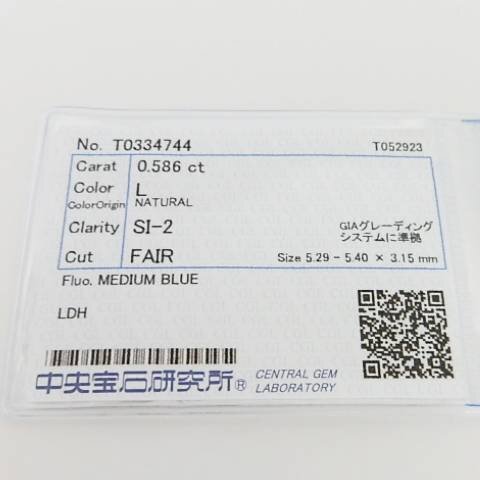 No. T0334744 T052923
Carat 0.586 ct
Color L
ColorOrigin NATURAL
Clarity SI-2
GIAグレーディング
システムに準拠
Cut FAIR Size 5.29 - 5.40 × 3.15 mm
Fluo. MEDIUM BLUE
LDH
中央宝石研究所® CENTRAL GEM
LABORATORY